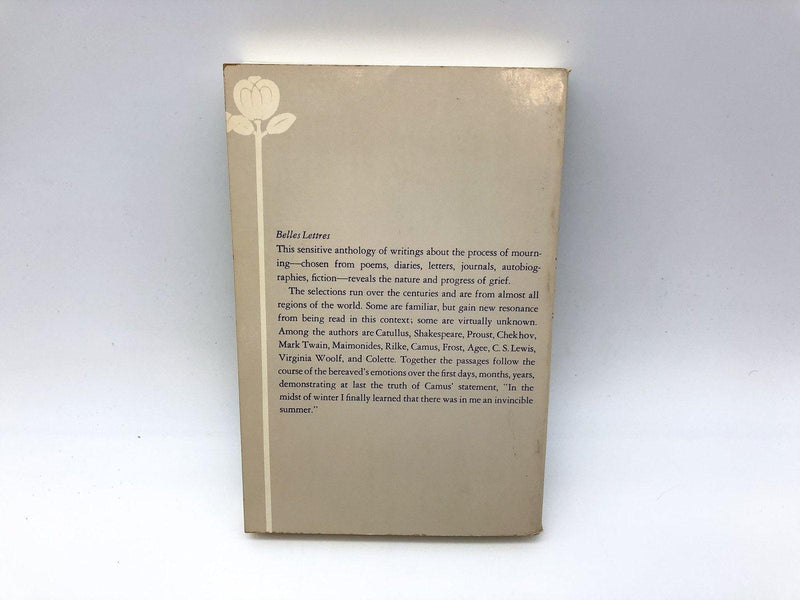 Belles Lettres
This sensitive anthology of writings about the process of mourn-
ing—chosen from poems, diaries, letters, journals, autobiog-
raphies, fiction—reveals the nature and progress of grief.
The selections run over the centuries and are from almost all
regions of the world. Some are familiar, but gain new resonance
from being read in this context; some are virtually unknown.
Among the authors are Catullus, Shakespeare, Proust, Chekhov,
Mark Twain, Maimonides, Rilke, Camus, Frost, Agee, C. S. Lewis,
Virginia Woolf, and Colette. Together the passages follow the
course of the bereaved's emotions over the first days, months, years,
demonstrating at last the truth of Camus' statement, "In the
midst of winter I finally learned that there was in me an invincible
summer."